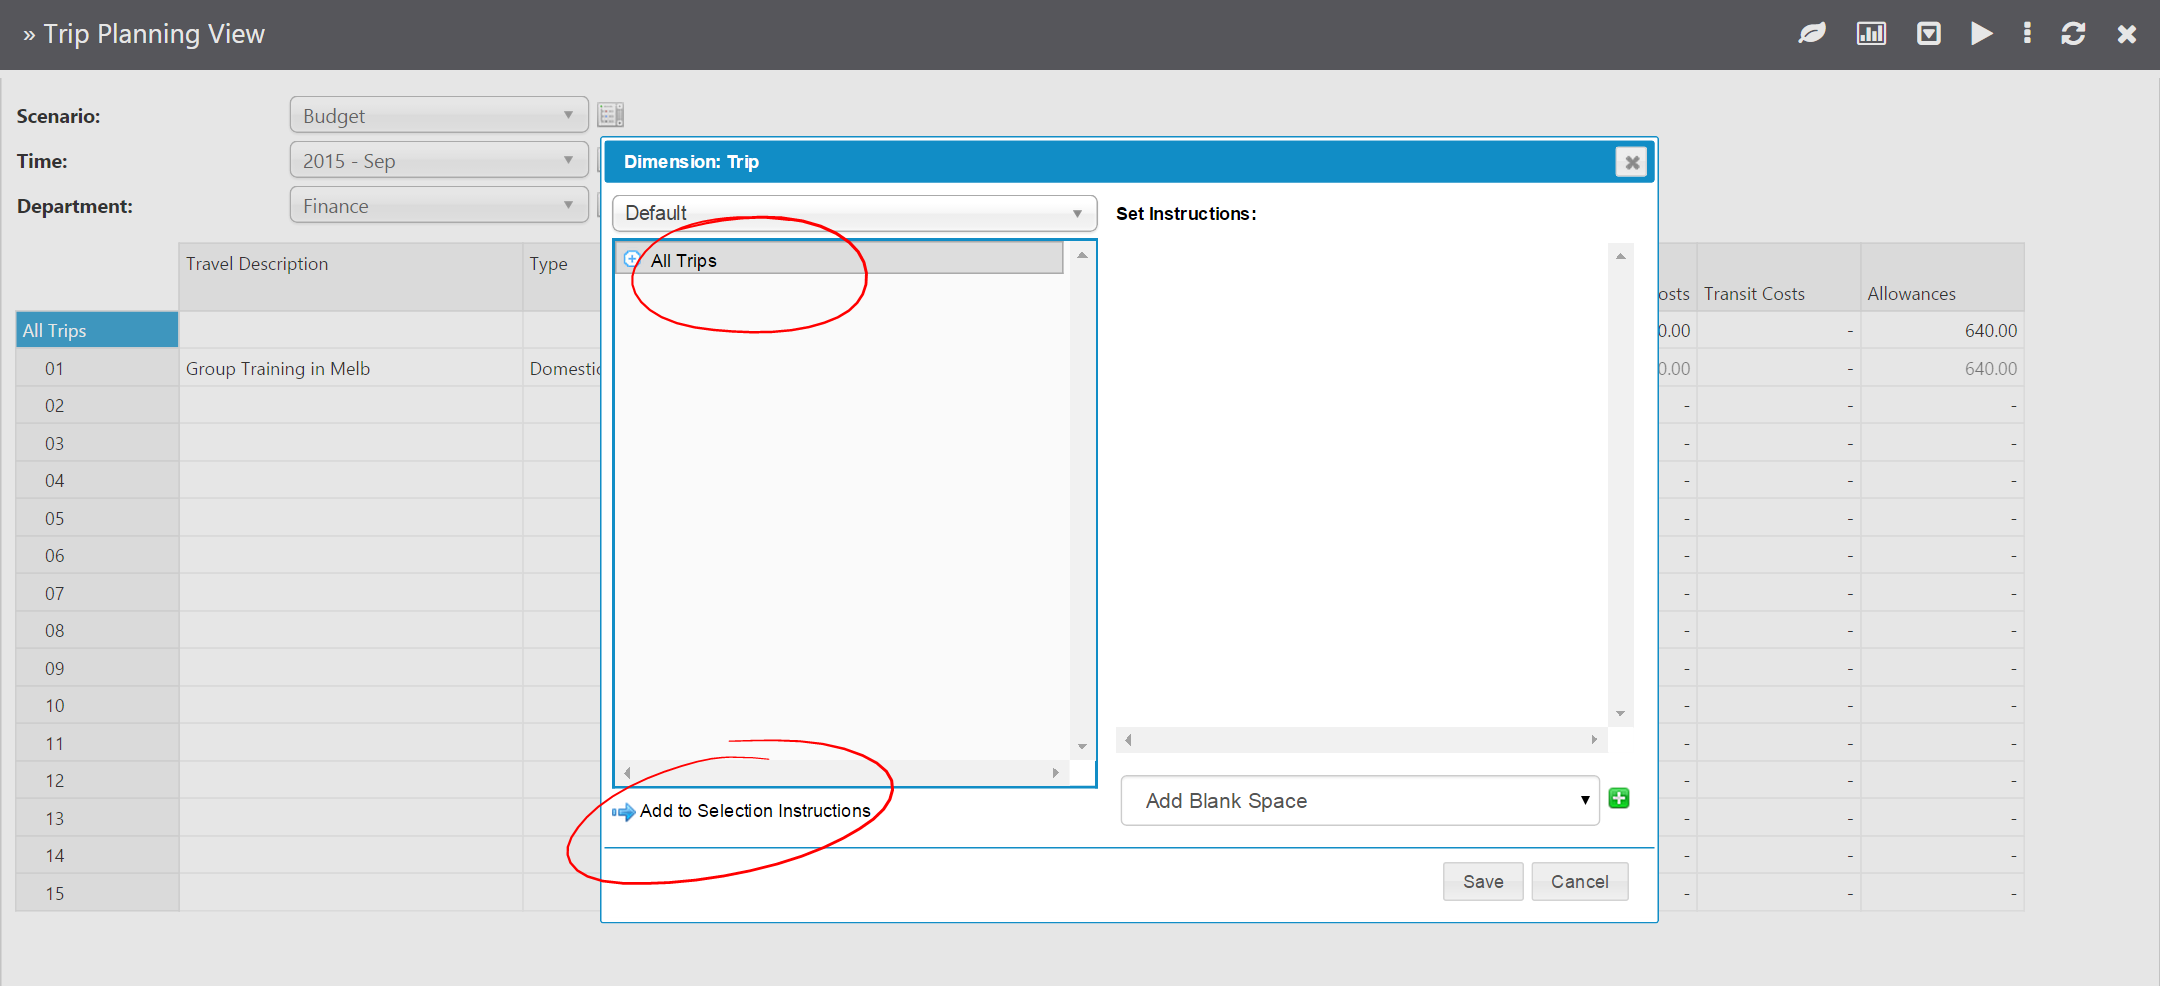 » Trip Planning View
Scenario:
Budget
Time:
2015 - Sep
Department:
Finance
Dimension: Trip
Default
Set Instructions:
All Trips
Add to Selection Instructions
Add Blank Space
Save
Cancel
Travel Description
Type
osts
Transit Costs
Allowances
All Trips
0.00
-
640.00
01
Group Training in Melb
Domestic
0.00
-
640.00
02
-
-
-
03
-
-
-
04
-
-
-
05
-
-
-
06
-
-
-
07
-
-
-
08
-
-
-
09
-
-
-
10
-
-
-
11
-
-
-
12
-
-
-
13
-
-
-
14
-
-
-
15
-
-
-